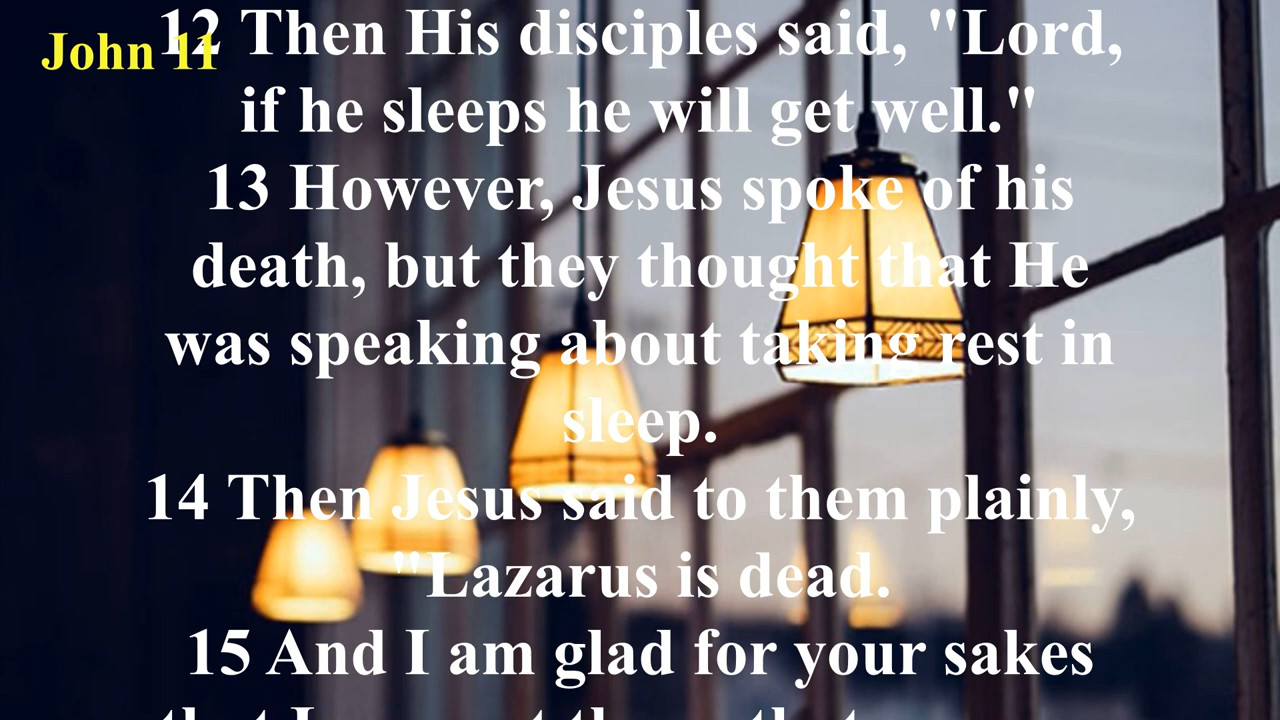 John 11
12 Then His disciples said, "Lord,
if he sleeps he will get well."
13 However, Jesus spoke of his
death, but they thought that He
was speaking about taking rest in
sleep.
14 Then Jesus said to them plainly,
"Lazarus is dead.
15 And I am glad for your sakes
that I